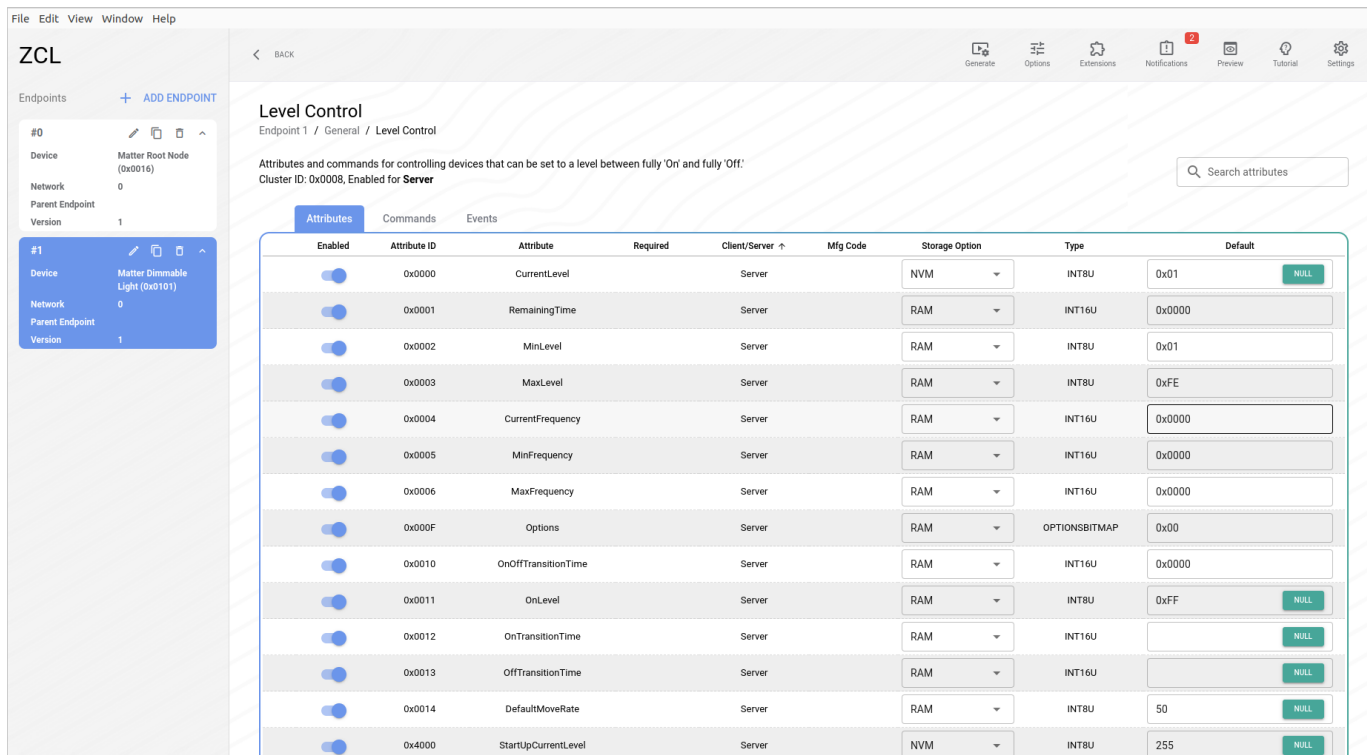 File Edit View Window Help
ZCL
BACK
Generate
Options
Extensions
2
Notifications
Preview
Tutorial
Settings
Endpoints
+ ADD ENDPOINT
#0
Device Matter Root Node
(0x0016)
Network 0
Parent Endpoint
Version 1
#1
Device Matter Dimmable
Light (0x0101)
Network 0
Parent Endpoint
Version 1
Level Control
Endpoint 1 / General / Level Control
Attributes and commands for controlling devices that can be set to a level between fully 'On' and fully 'Off.'
Cluster ID: 0x0008, Enabled for Server
Search attributes
Attributes Commands Events
Enabled Attribute ID Attribute Required Client/Server ↑ Mfg Code Storage Option Type Default
0x0000 CurrentLevel Server NVM INT8U 0x01 NULL
0x0001 RemainingTime Server RAM INT16U 0x0000
0x0002 MinLevel Server RAM INT8U 0x01
0x0003 MaxLevel Server RAM INT8U 0xFE
0x0004 CurrentFrequency Server RAM INT16U 0x0000
0x0005 MinFrequency Server RAM INT16U 0x0000
0x0006 MaxFrequency Server RAM INT16U 0x0000
0x000F Options Server RAM OPTIONSBITMAP 0x00
0x0010 OnOffTransitionTime Server RAM INT16U 0x0000
0x0011 OnLevel Server RAM INT8U 0xFF NULL
0x0012 OnTransitionTime Server RAM INT16U NULL
0x0013 OffTransitionTime Server RAM INT16U NULL
0x0014 DefaultMoveRate Server RAM INT8U 50 NULL
0x4000 StartUpCurrentLevel Server NVM INT8U 255 NULL